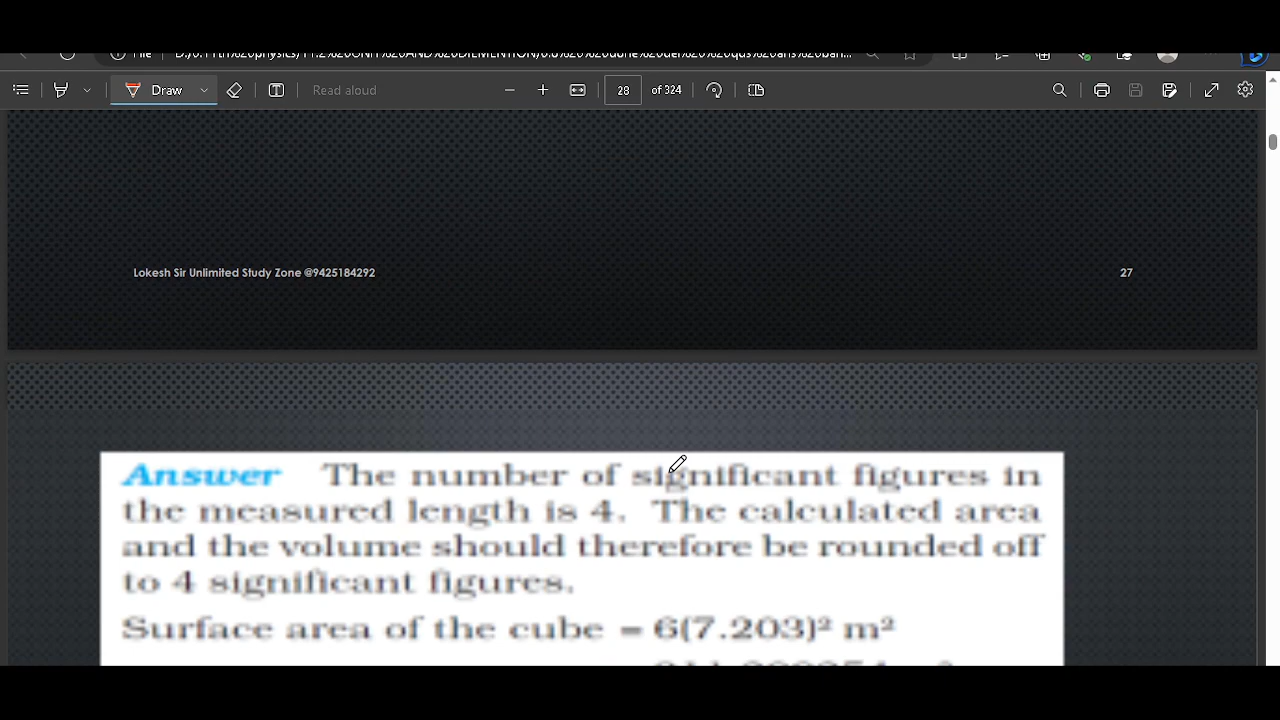 Draw
Read aloud
28 of 324
Lokesh Sir Unlimited Study Zone @9425184292
27
Answer The number of significant figures in
the measured length is 4. The calculated area
and the volume should therefore be rounded off
to 4 significant figures.
Surface area of the cube = 6(7.203)² m²